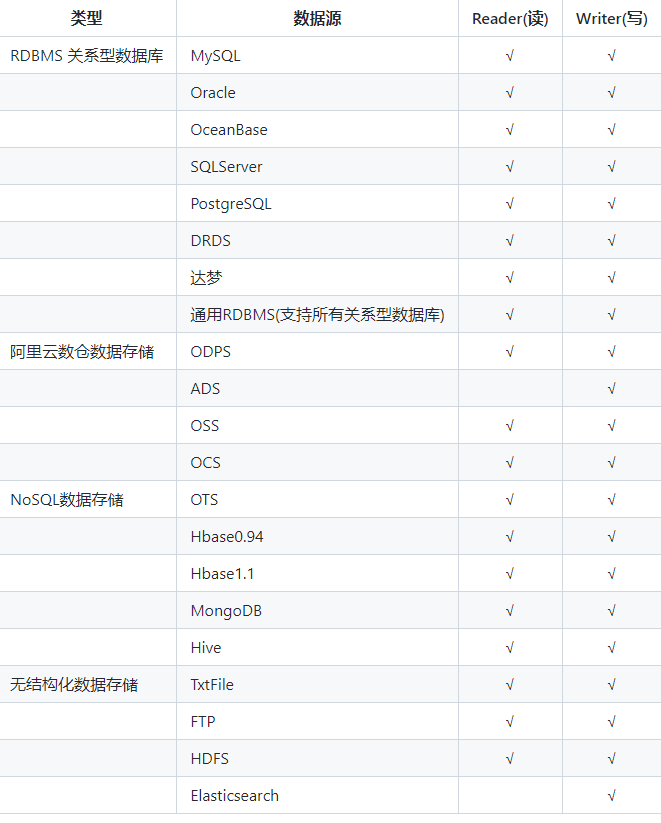 类型 数据源 Reader(读) Writer(写)
RDBMS 关系型数据库 MySQL √ √
Oracle √ √
OceanBase √ √
SQLServer √ √
PostgreSQL √ √
DRDS √ √
达梦 √ √
通用RDBMS(支持所有关系型数据库) √ √
阿里云数仓数据存储 ODPS √ √
ADS √
OSS √ √
OCS √ √
NoSQL数据存储 OTS √ √
Hbase0.94 √ √
Hbase1.1 √ √
MongoDB √ √
Hive √ √
无结构化数据存储 TxtFile √ √
FTP √ √
HDFS √ √
Elasticsearch √